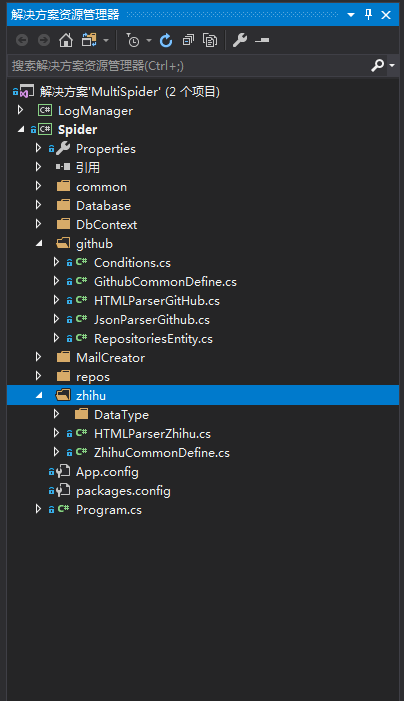 解决方案资源管理器
搜索解决方案资源管理器(Ctrl+;)
解决方案'MultiSpider' (2 个项目)
C# LogManager
C# Spider
Properties
引用
common
Database
DbContext
github
C# Conditions.cs
C# GithubCommonDefine.cs
C# HTMLParserGitHub.cs
C# JsonParserGithub.cs
C# RepositoriesEntity.cs
MailCreator
repos
zhihu
DataType
C# HTMLParserZhihu.cs
C# ZhihuCommonDefine.cs
App.config
packages.config
C# Program.cs